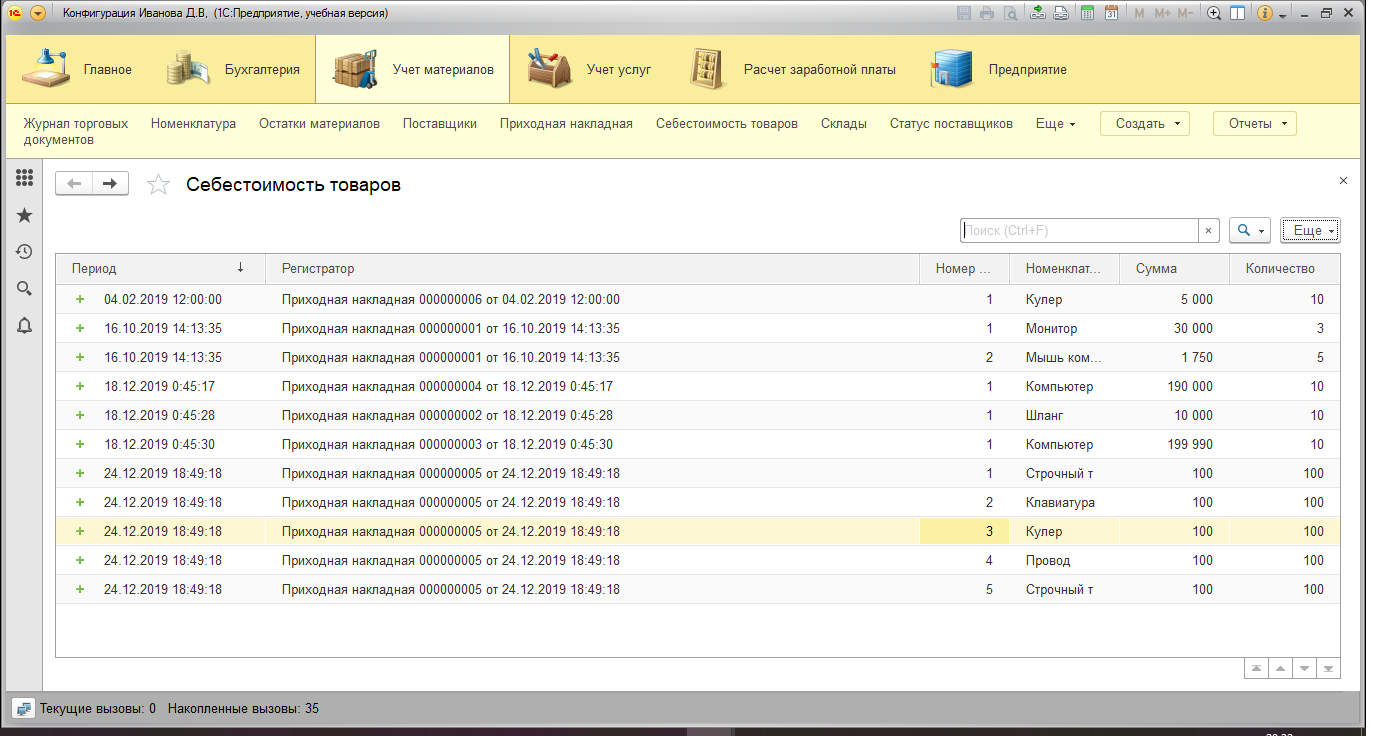 Конфигурация Иванова Д.В, (1С:Предприятие, учебная версия)
M M+ M-
Главное Бухгалтерия Учет материалов Учет услуг Расчет заработной платы Предприятие
Журнал торговых документов Номенклатура Остатки материалов Поставщики Приходная накладная Себестоимость товаров Склады Статус поставщиков Еще Создать Отчеты
Себестоимость товаров
Поиск (Ctrl+F) × Еще
Период ↓ Регистратор Номер ... Номенклат... Сумма Количество
04.02.2019 12:00:00 Приходная накладная 000000006 от 04.02.2019 12:00:00 1 Кулер 5 000 10
16.10.2019 14:13:35 Приходная накладная 000000001 от 16.10.2019 14:13:35 1 Монитор 30 000 3
16.10.2019 14:13:35 Приходная накладная 000000001 от 16.10.2019 14:13:35 2 Мышь ком... 1 750 5
18.12.2019 0:45:17 Приходная накладная 000000004 от 18.12.2019 0:45:17 1 Компьютер 190 000 10
18.12.2019 0:45:28 Приходная накладная 000000002 от 18.12.2019 0:45:28 1 Шланг 10 000 10
18.12.2019 0:45:30 Приходная накладная 000000003 от 18.12.2019 0:45:30 1 Компьютер 199 990 10
24.12.2019 18:49:18 Приходная накладная 000000005 от 24.12.2019 18:49:18 1 Строчный т 100 100
24.12.2019 18:49:18 Приходная накладная 000000005 от 24.12.2019 18:49:18 2 Клавиатура 100 100
24.12.2019 18:49:18 Приходная накладная 000000005 от 24.12.2019 18:49:18 3 Кулер 100 100
24.12.2019 18:49:18 Приходная накладная 000000005 от 24.12.2019 18:49:18 4 Провод 100 100
24.12.2019 18:49:18 Приходная накладная 000000005 от 24.12.2019 18:49:18 5 Строчный т 100 100
Текущие вызовы: 0 Накопленные вызовы: 35